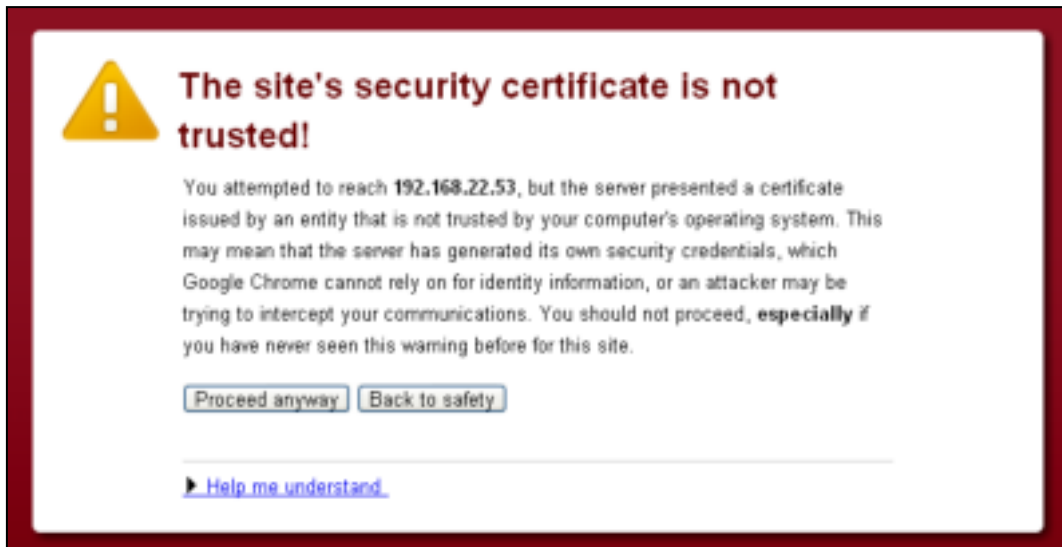 The site's security certificate is not
trusted!
You attempted to reach 192.168.22.53, but the server presented a certificate
issued by an entity that is not trusted by your computer's operating system. This
may mean that the server has generated its own security credentials, which
Google Chrome cannot rely on for identity information, or an attacker may be
trying to intercept your communications. You should not proceed, especially if
you have never seen this warning before for this site.
Proceed anyway Back to safety
Help me understand